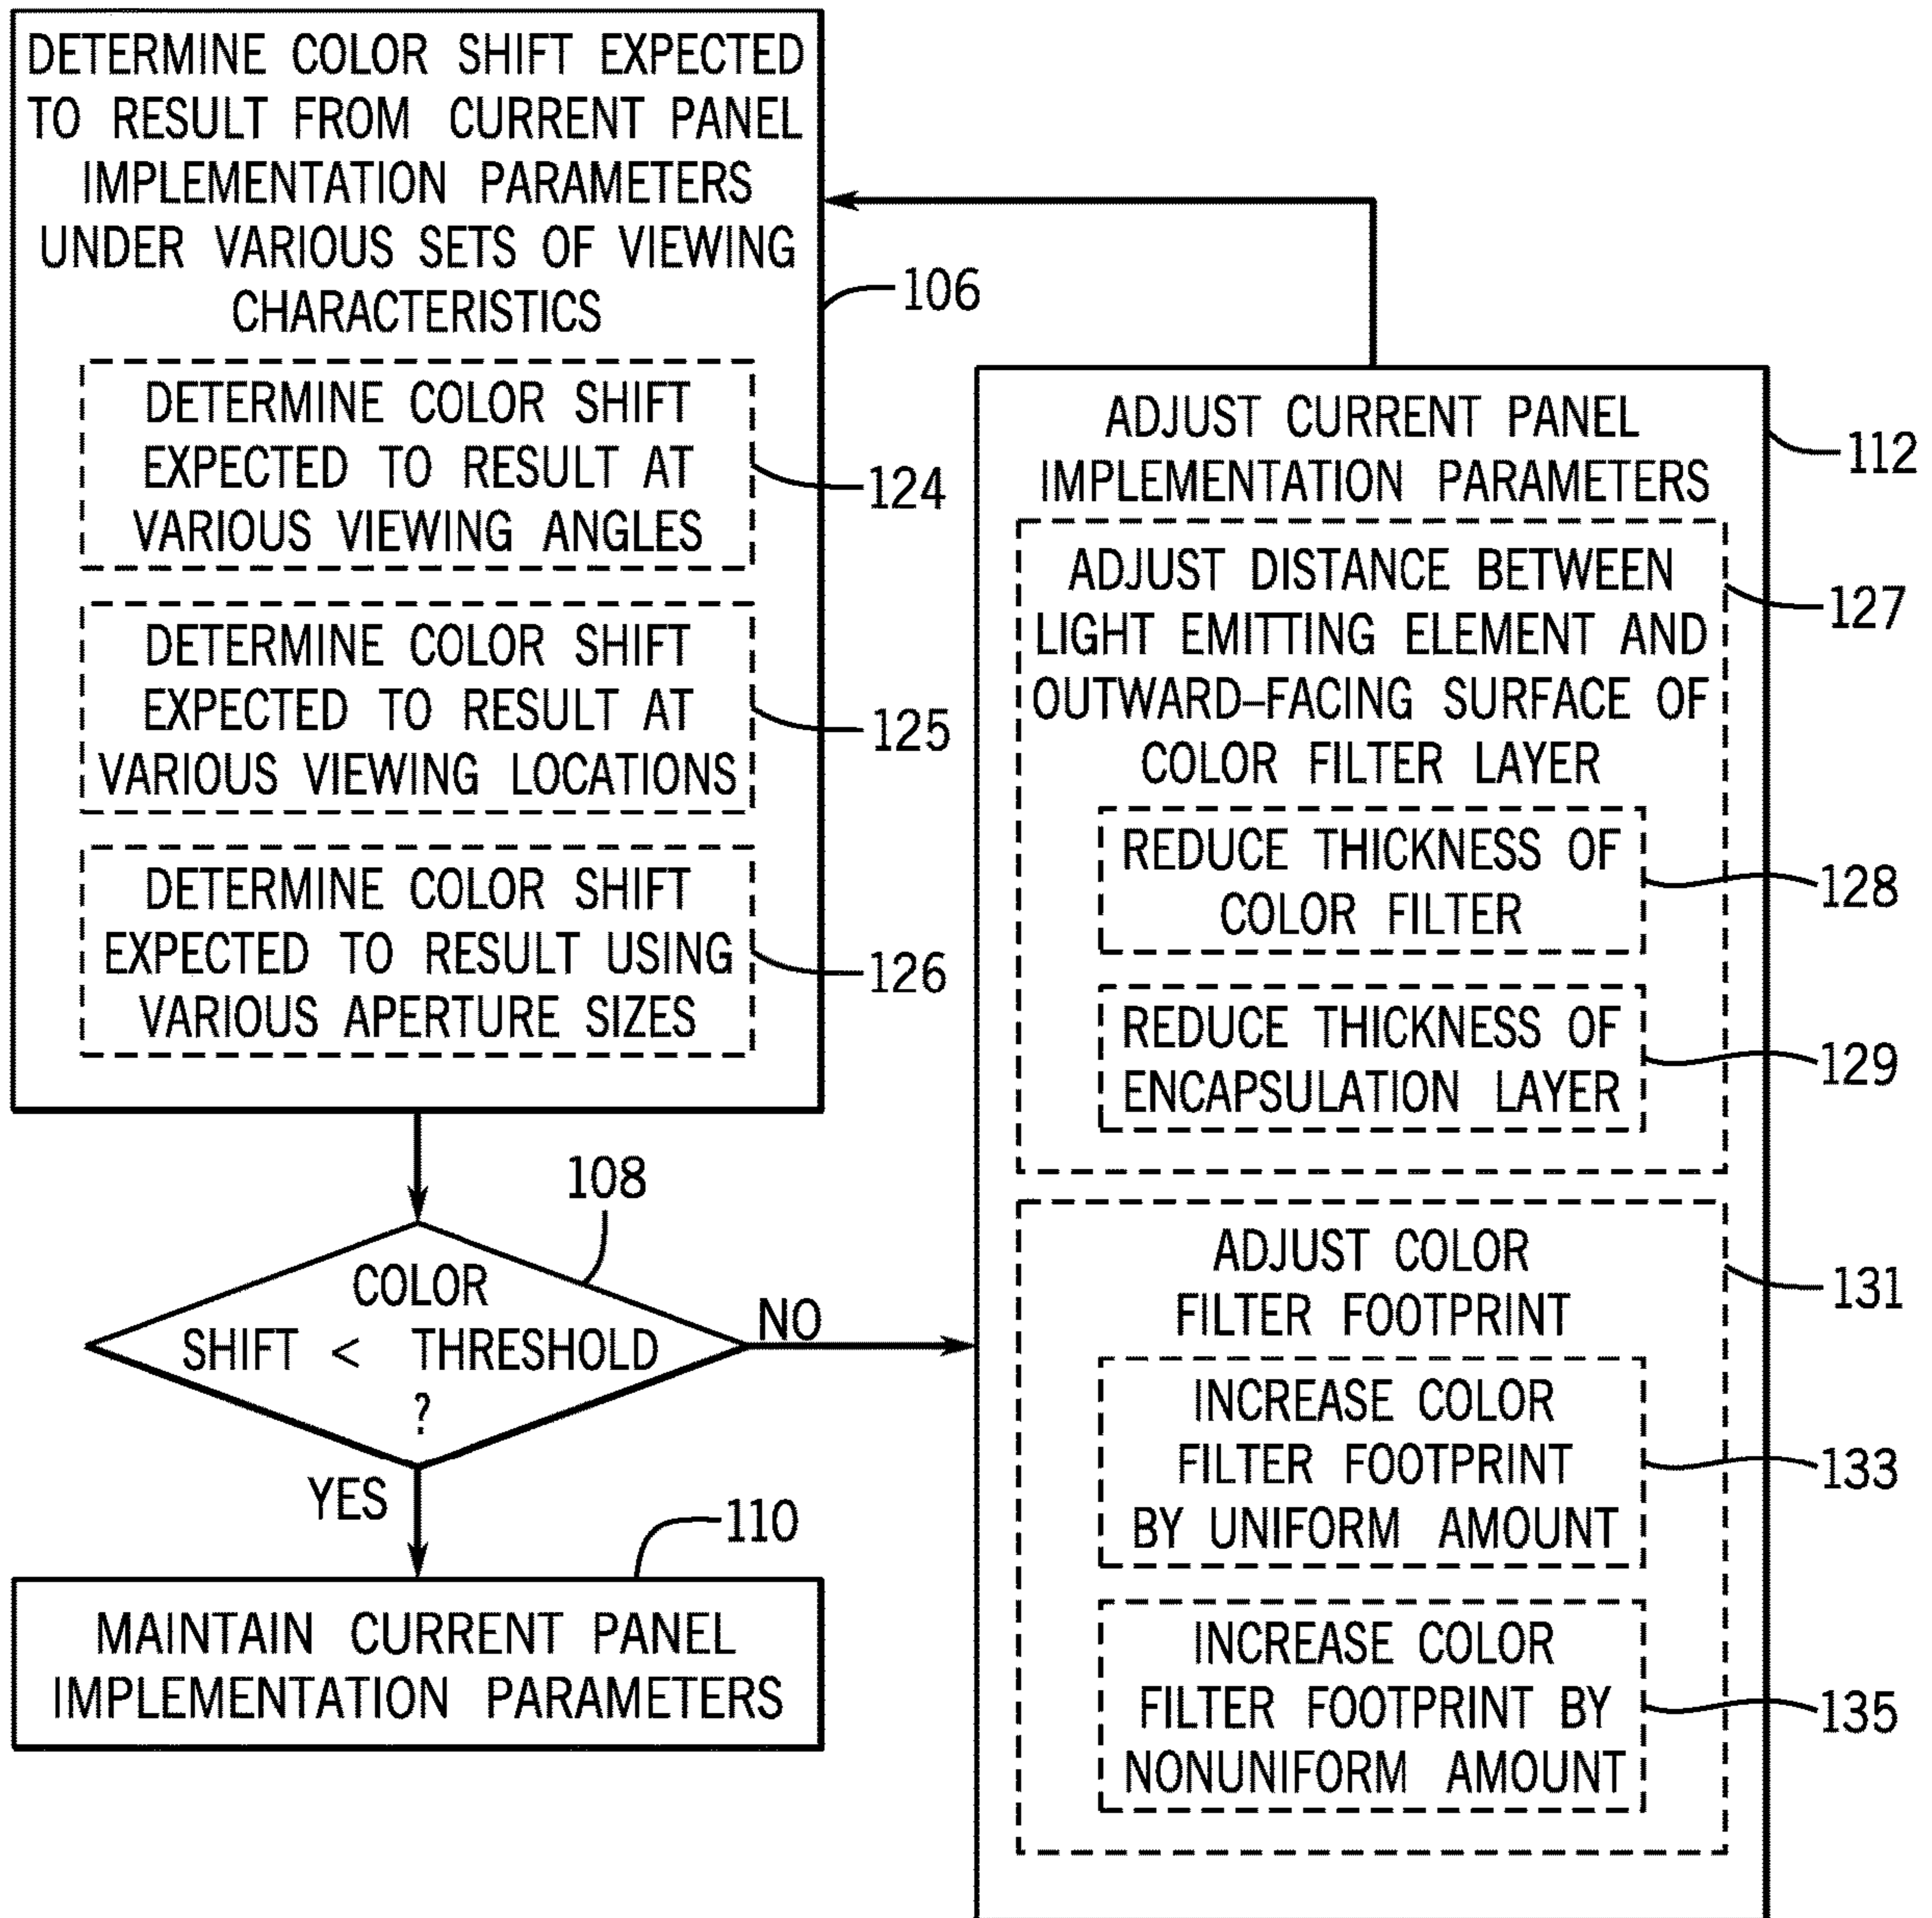 DETERMINE COLOR SHIFT EXPECTED
TO RESULT FROM CURRENT PANEL
IMPLEMENTATION PARAMETERS
UNDER VARIOUS SETS OF VIEWING
CHARACTERISTICS
106
DETERMINE COLOR SHIFT
EXPECTED TO RESULT AT
VARIOUS VIEWING ANGLES
124
DETERMINE COLOR SHIFT
EXPECTED TO RESULT AT
VARIOUS VIEWING LOCATIONS
125
DETERMINE COLOR SHIFT
EXPECTED TO RESULT USING
VARIOUS APERTURE SIZES
126
108
COLOR
SHIFT < THRESHOLD
?
NO
YES
110
MAINTAIN CURRENT PANEL
IMPLEMENTATION PARAMETERS
ADJUST CURRENT PANEL
IMPLEMENTATION PARAMETERS
112
ADJUST DISTANCE BETWEEN
LIGHT EMITTING ELEMENT AND
OUTWARD-FACING SURFACE OF
COLOR FILTER LAYER
127
REDUCE THICKNESS OF
COLOR FILTER
128
REDUCE THICKNESS OF
ENCAPSULATION LAYER
129
ADJUST COLOR
FILTER FOOTPRINT
131
INCREASE COLOR
FILTER FOOTPRINT
BY UNIFORM AMOUNT
133
INCREASE COLOR
FILTER FOOTPRINT BY
NONUNIFORM AMOUNT
135